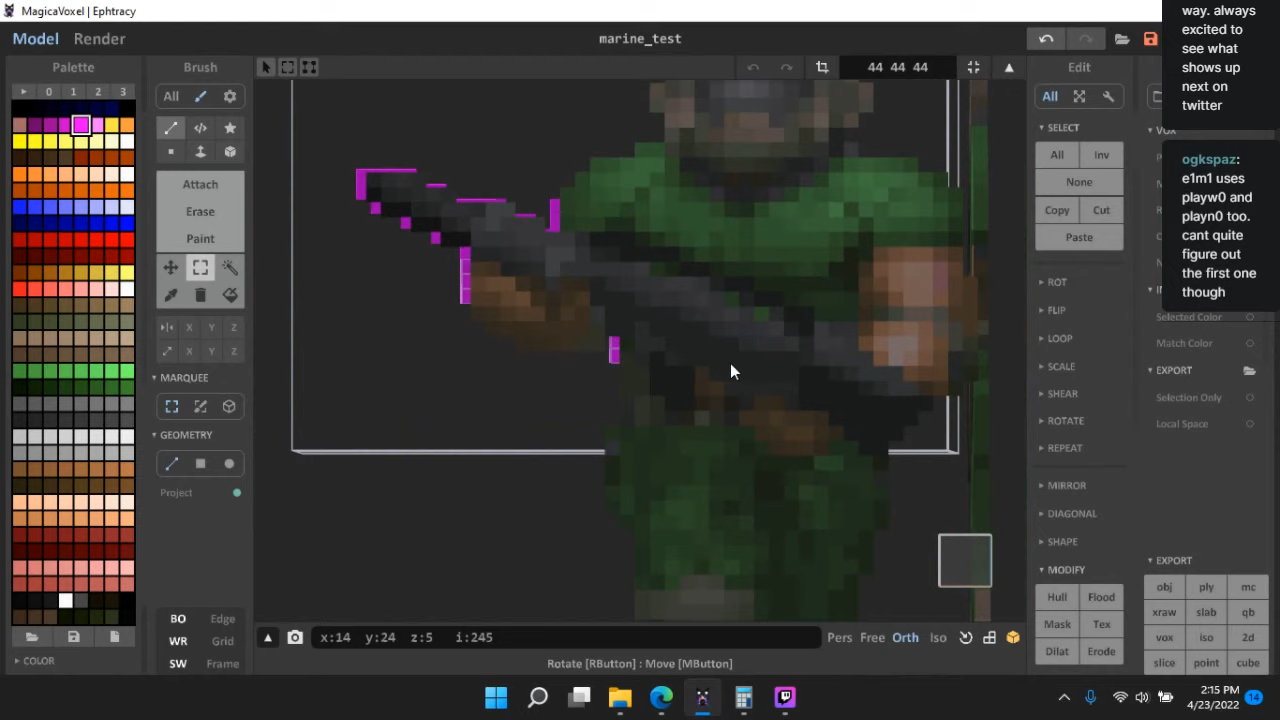 MagicaVoxel | Ephtracy
Model Render
marine_test
way. always
excited to
see what
shows up
next on
twitter
ogkspaz:
e1m1 uses
playw0 and
playn0 too.
cant quite
figure out
the first one
though
Palette
0 1 2 3
COLOR
Brush
All
Attach
Erase
Paint
X Y Z
X Y Z
MARQUEE
GEOMETRY
Project
BO Edge
WR Grid
SW Frame
44 44 44
x:14 y:24 z:5 i:245
Pers Free Orth Iso
Rotate [RButton] : Move [MButton]
Edit
All
SELECT
All Inv
None
Copy Cut
Paste
ROT
FLIP
LOOP
SCALE
SHEAR
ROTATE
REPEAT
MIRROR
DIAGONAL
SHAPE
MODIFY
Hull Flood
Mask Tex
Dilat Erode
VOX
Selected Color
Match Color
EXPORT
Selection Only
Local Space
EXPORT
obj ply mc
xraw slab qb
vox iso 2d
slice point cube
2:15 PM
4/23/2022
14